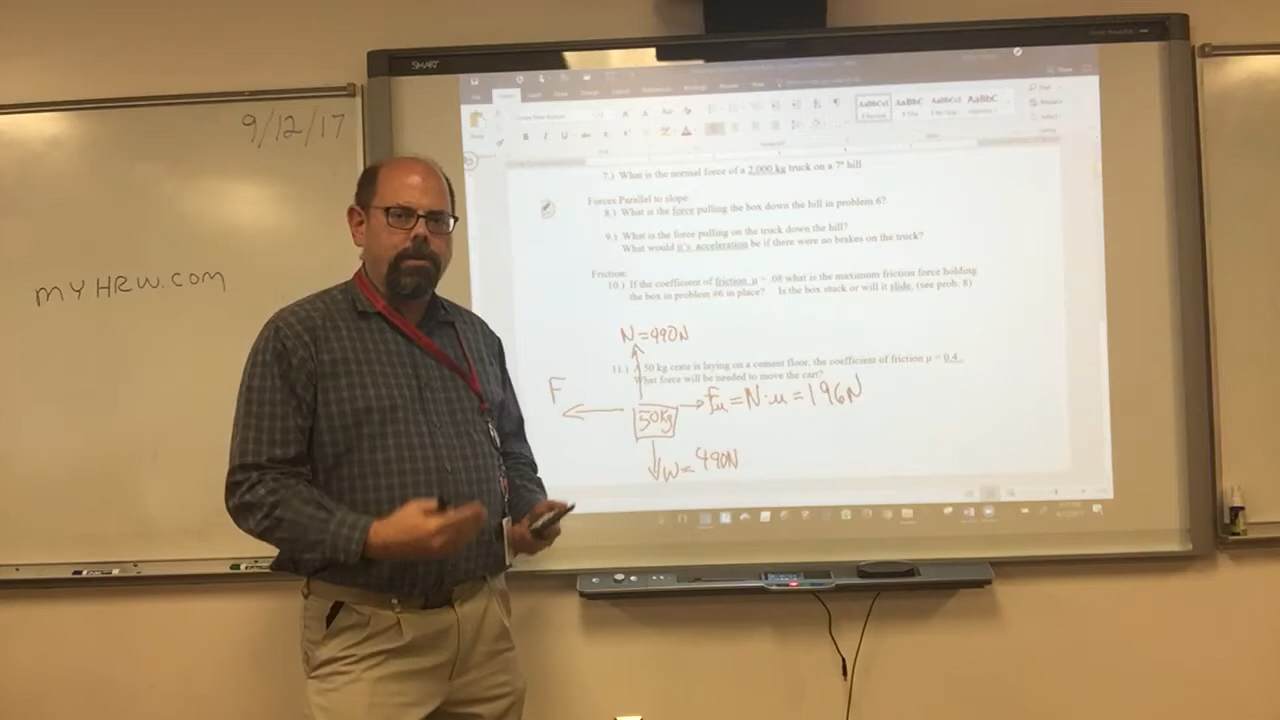 SMART
9/12/17
myHRW.com
AaBbCcI AaBbC AaBbCcI AaBbC
7.) What is the normal force of a 2,000 kg truck on a 7° hill
Forces Parallel to slope
8.) What is the force pulling the box down the hill in problem 6?
9.) What is the force pulling on the truck down the hill?
What would it's acceleration be if there were no brakes on the truck?
Friction:
10.) If the coefficient of friction μ = .08 what is the maximum friction force holding
the box in problem #6 in place? Is the box stuck or will it slide. (see prob. 8)
N=490N
11.) A 50 kg crate is laying on a cement floor, the coefficient of friction μ = 0.4.
What force will be needed to move the cart?
F
50kg
fμ = N·μ = 196N
W = 490N